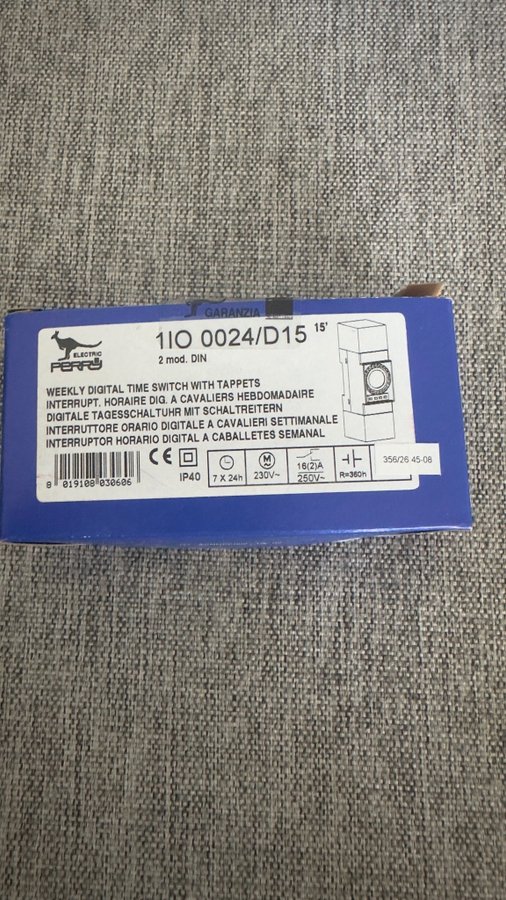 GARANZIA
ELECTRIC
PERRY
1IO 0024/D15 15'
2 mod. DIN
WEEKLY DIGITAL TIME SWITCH WITH TAPPETS
INTERRUPT. HORAIRE DIG. A CAVALIERS HEBDOMADAIRE
DIGITALE TAGESSCHALTUHR MIT SCHALTREITERN
INTERRUTTORE ORARIO DIGITALE A CAVALIERI SETTIMANALE
INTERRUPTOR HORARIO DIGITAL A CABALLETES SEMANAL
8 019108 030606
CE
IP40
7 X 24h
M
230V~
16(2)A
250V~
R=360h
356/26 45-08